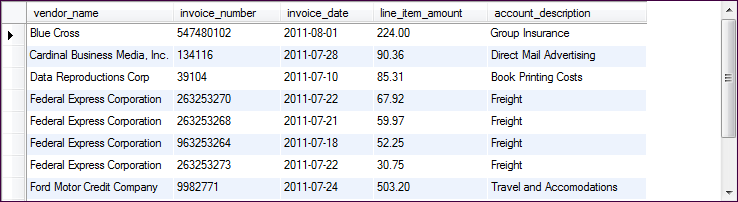 vendor_name invoice_number invoice_date line_item_amount account_description
Blue Cross 547480102 2011-08-01 224.00 Group Insurance
Cardinal Business Media, Inc. 134116 2011-07-28 90.36 Direct Mail Advertising
Data Reproductions Corp 39104 2011-07-10 85.31 Book Printing Costs
Federal Express Corporation 263253270 2011-07-22 67.92 Freight
Federal Express Corporation 263253268 2011-07-21 59.97 Freight
Federal Express Corporation 963253264 2011-07-18 52.25 Freight
Federal Express Corporation 263253273 2011-07-22 30.75 Freight
Ford Motor Credit Company 9982771 2011-07-24 503.20 Travel and Accomodations